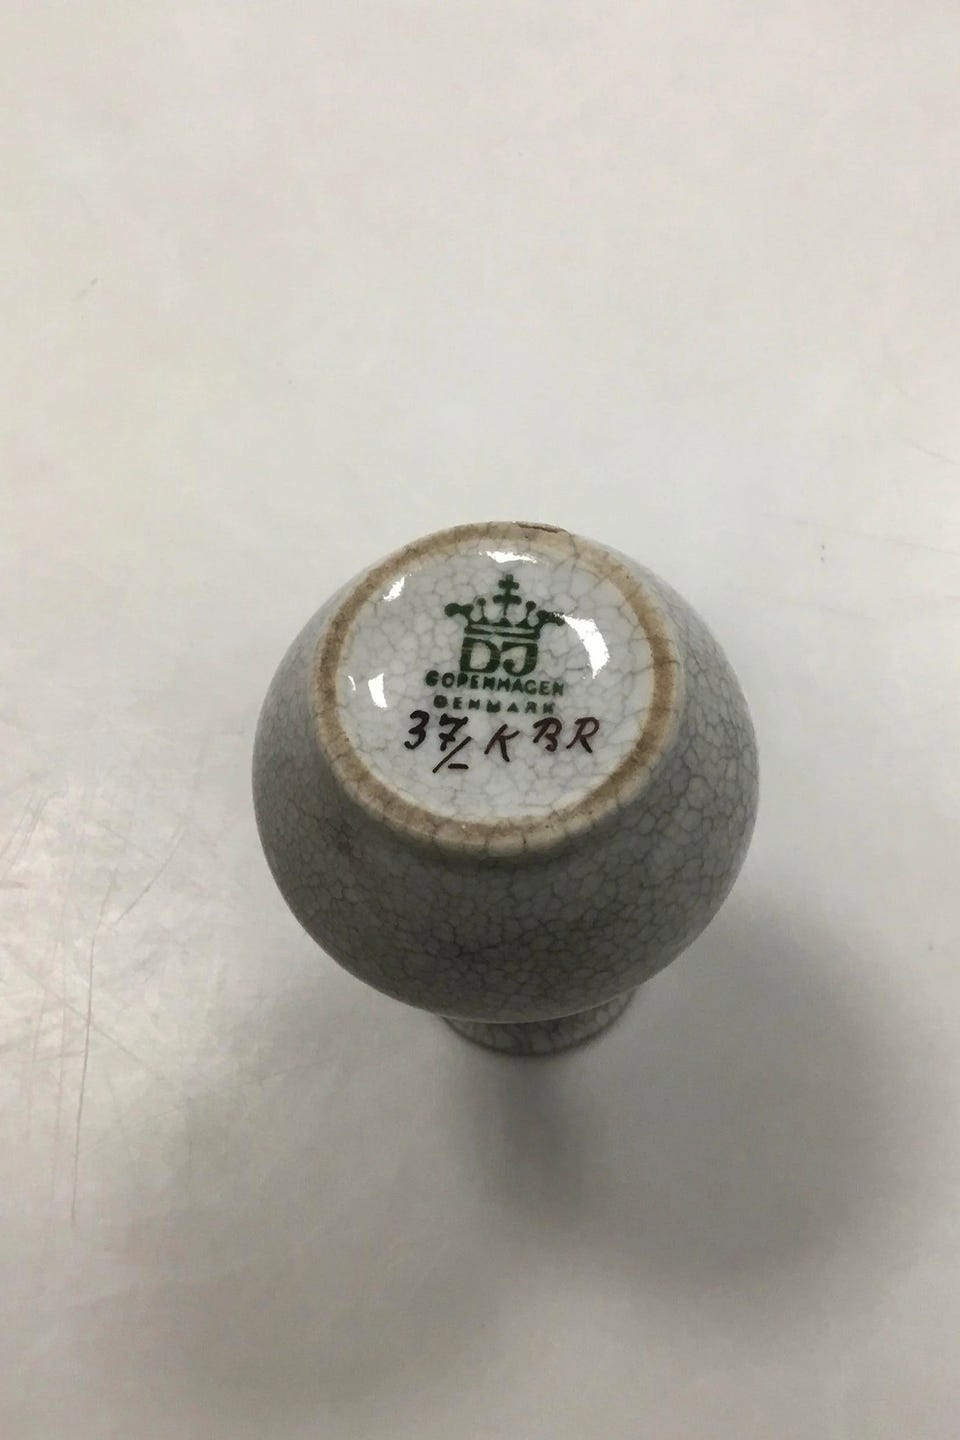 DJ
COPENHAGEN
DENMARK
37/- K BR